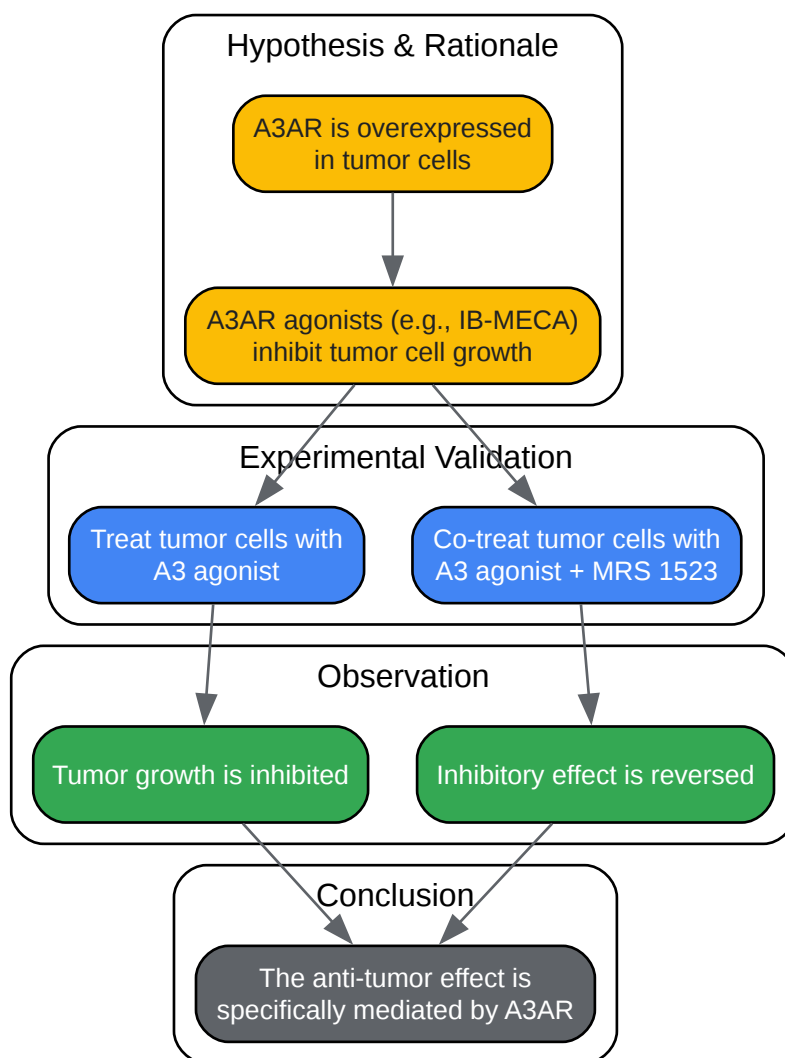 Hypothesis & Rationale
A3AR is overexpressed
in tumor cells
A3AR agonists (e.g., IB-MECA)
inhibit tumor cell growth
Experimental Validation
Treat tumor cells with
A3 agonist
Co-treat tumor cells with
A3 agonist + MRS 1523
Observation
Tumor growth is inhibited
Inhibitory effect is reversed
Conclusion
The anti-tumor effect is
specifically mediated by A3AR